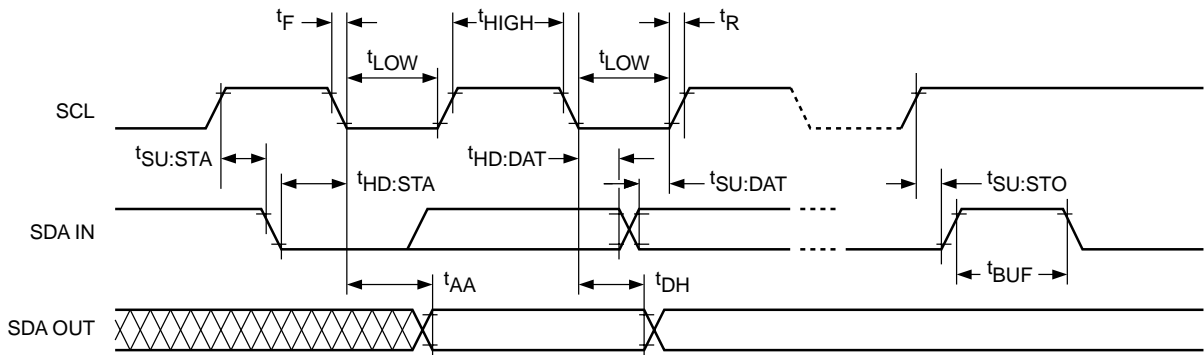 tF
tHIGH
tR
tLOW
tLOW
SCL
tSU:STA
tHD:STA
tHD:DAT
tSU:DAT
tSU:STO
SDA IN
tBUF
tAA
tDH
SDA OUT